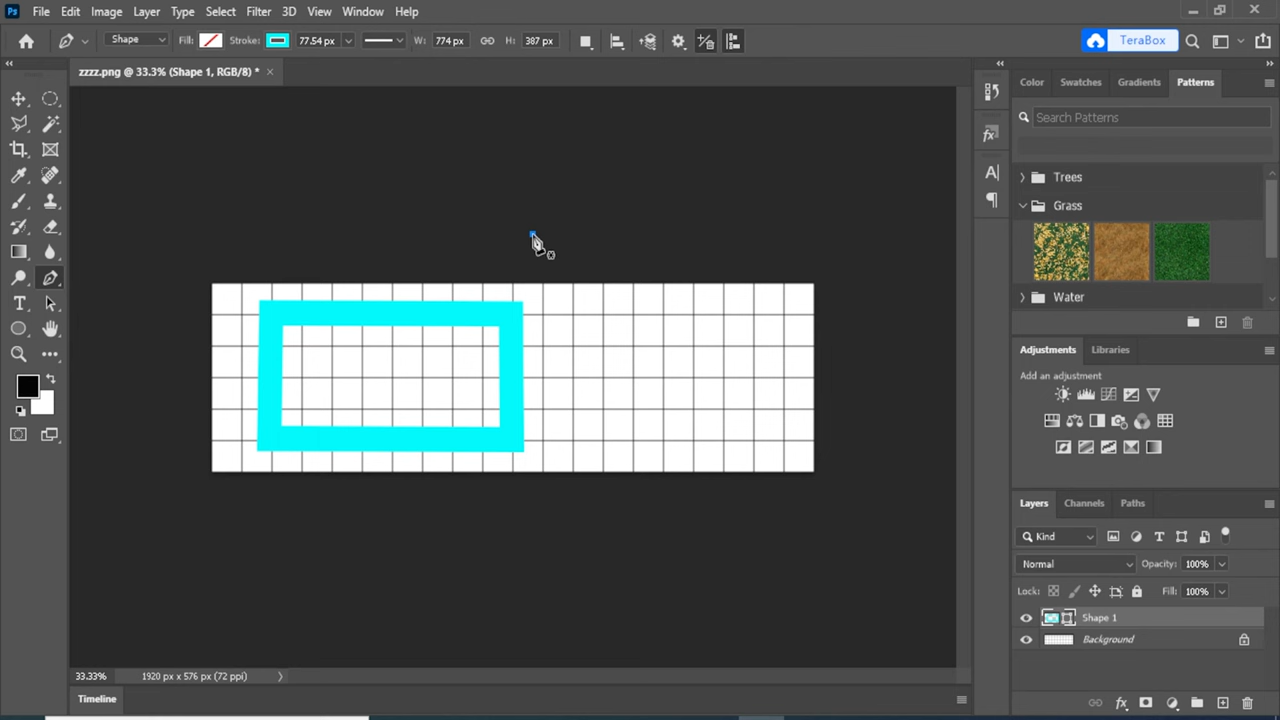 Ps File Edit Image Layer Type Select Filter 3D View Window Help
Shape Fill: Stroke: 77.54 px W: 774 px H: 387 px TeraBox
zzzz.png @ 33.3% (Shape 1, RGB/8) *
Color Swatches Gradients Patterns
Search Patterns
Trees
Grass
Water
Adjustments Libraries
Add an adjustment
Layers Channels Paths
Kind
Normal Opacity: 100%
Lock: Fill: 100%
Shape 1
Background
33.33% 1920 px x 576 px (72 ppi)
Timeline